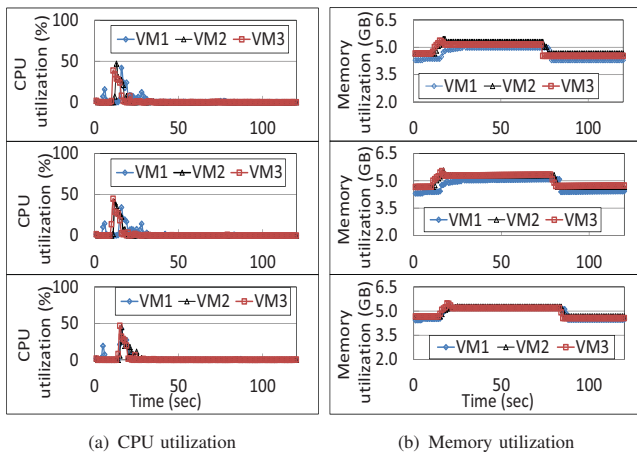 CPU utilization (%)
100
50
0
VM1 VM2 VM3
0 50 100
CPU utilization (%)
100
50
0
VM1 VM2 VM3
0 50 100
CPU utilization (%)
100
50
0
VM1 VM2 VM3
0 50 100
Time (sec)
(a) CPU utilization
Memory utilization (GB)
6.5
5.0
3.5
2.0
VM1 VM2 VM3
0 50 100
Memory utilization (GB)
6.5
5.0
3.5
2.0
VM1 VM2 VM3
0 50 100
Memory utilization (GB)
6.5
5.0
3.5
2.0
VM1 VM2 VM3
0 50 100
Time (sec)
(b) Memory utilization